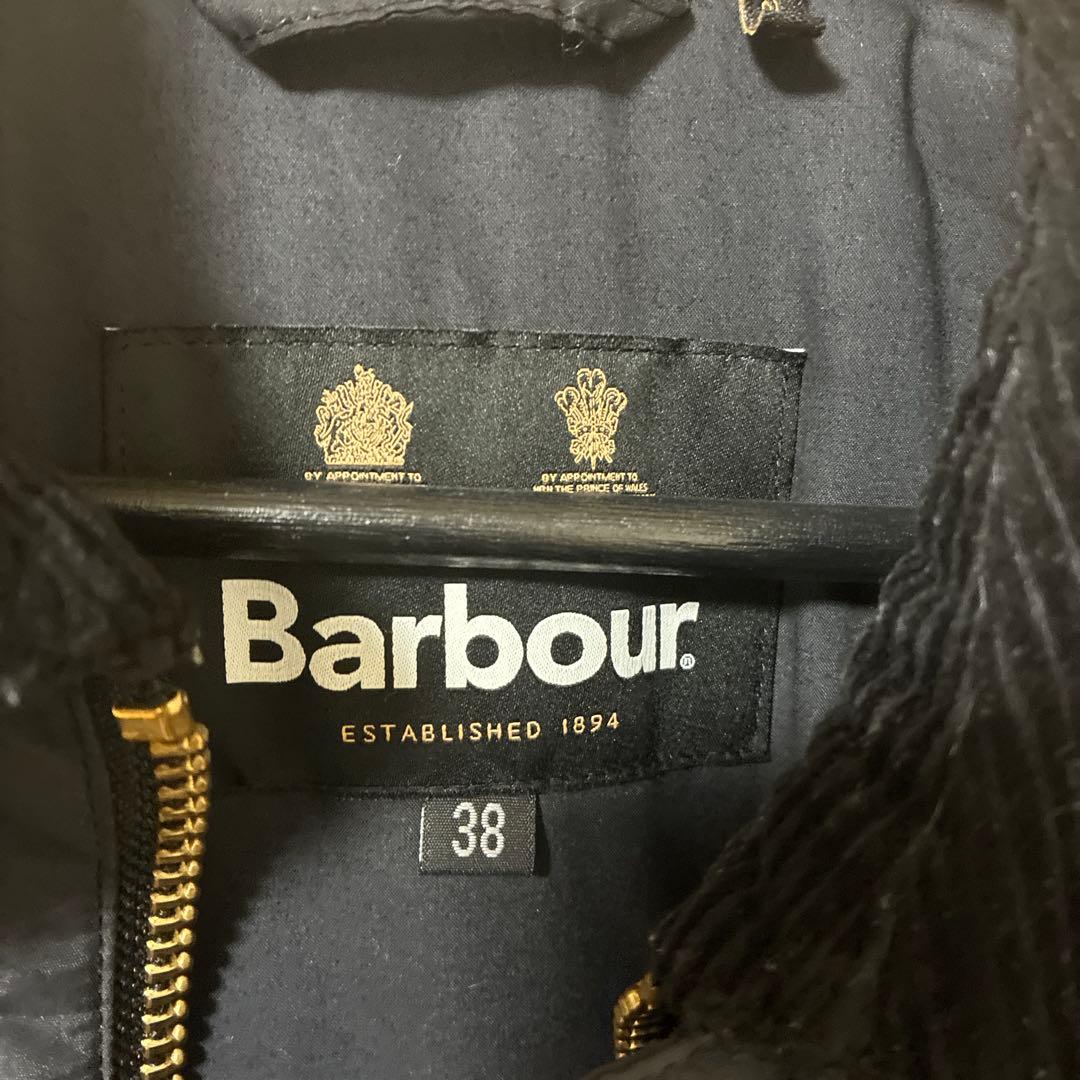 BY APPOINTMENT TO
BY APPOINTMENT TO
HRH THE PRINCE OF WALES
Barbour®
ESTABLISHED 1894
38